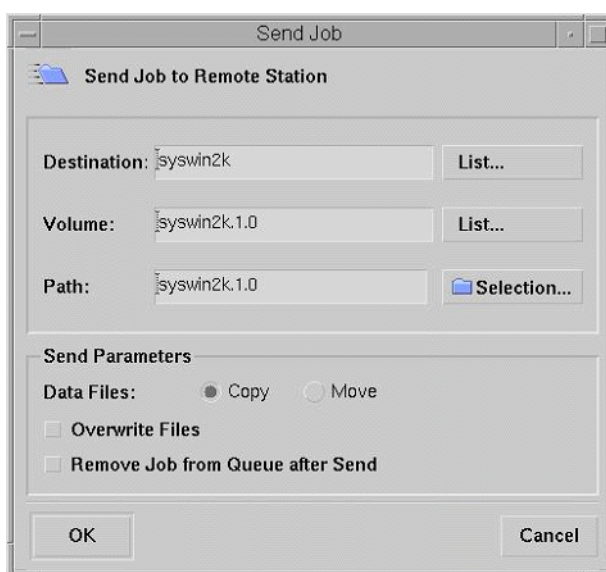 Send Job
Send Job to Remote Station
Destination: syswin2k List...
Volume: syswin2k.1.0 List...
Path: syswin2k.1.0 Selection...
Send Parameters
Data Files: Copy Move
Overwrite Files
Remove Job from Queue after Send
OK Cancel